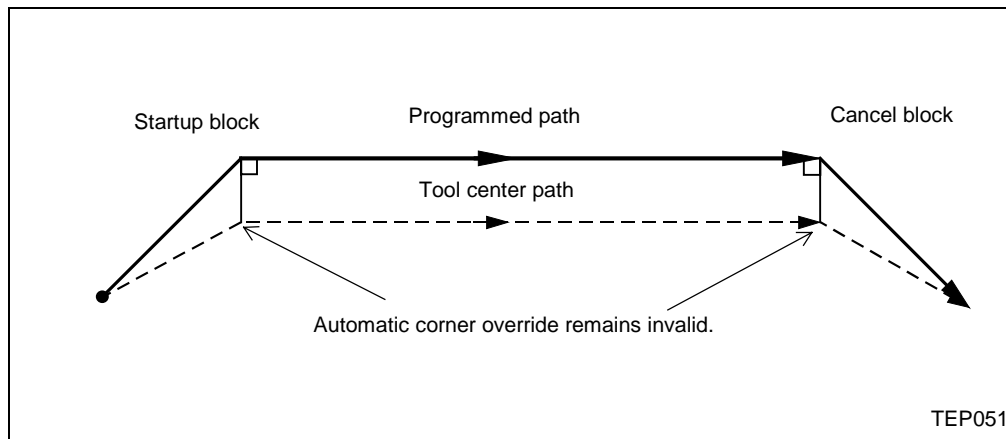 Startup block
Programmed path
Cancel block
Tool center path
Automatic corner override remains invalid.
TEP051